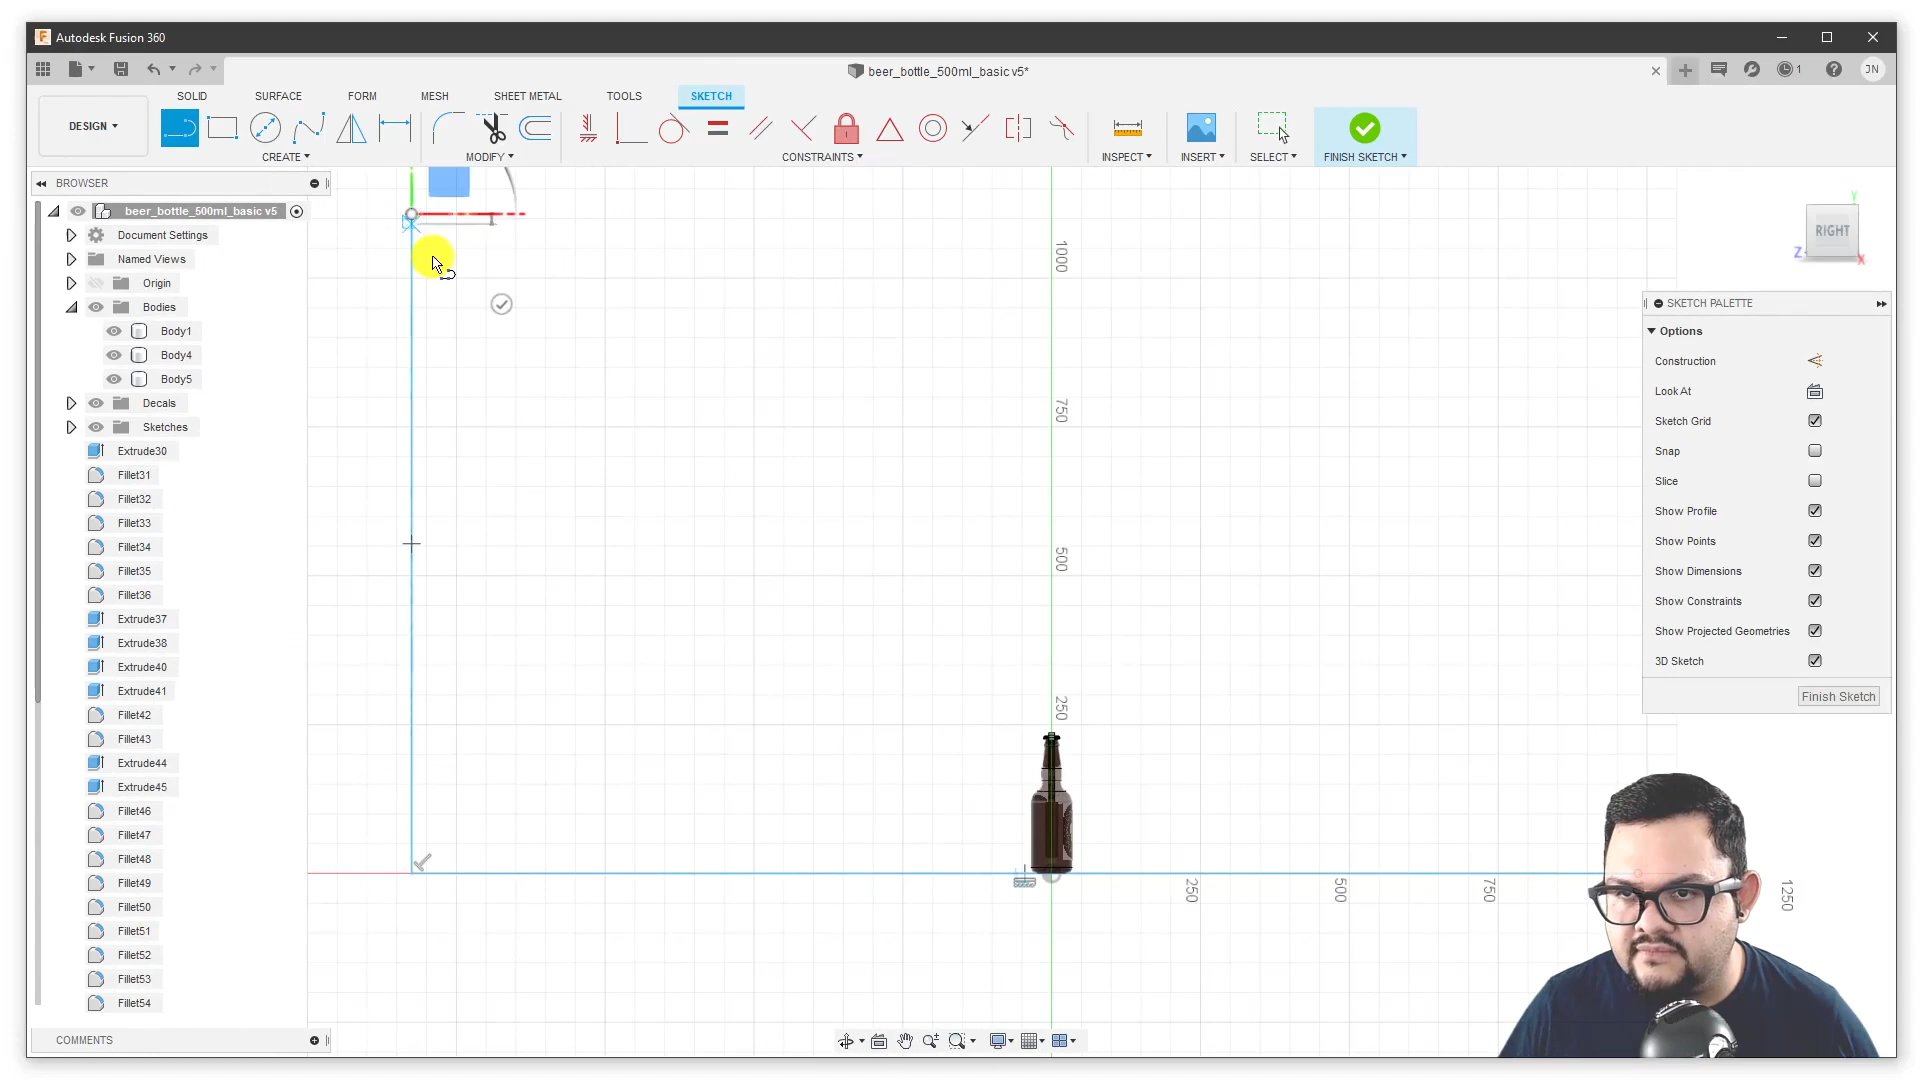 Autodesk Fusion 360
beer_bottle_500ml_basic v5*
1
JN
DESIGN
SOLID
SURFACE
FORM
MESH
SHEET METAL
TOOLS
SKETCH
CREATE
MODIFY
CONSTRAINTS
INSPECT
INSERT
SELECT
FINISH SKETCH
BROWSER
beer_bottle_500ml_basic v5
Document Settings
Named Views
Origin
Bodies
Body1
Body4
Body5
Decals
Sketches
Extrude30
Fillet31
Fillet32
Fillet33
Fillet34
Fillet35
Fillet36
Extrude37
Extrude38
Extrude40
Extrude41
Fillet42
Fillet43
Extrude44
Extrude45
Fillet46
Fillet47
Fillet48
Fillet49
Fillet50
Fillet51
Fillet52
Fillet53
Fillet54
COMMENTS
1000
750
500
250
250
500
750
1250
Y
RIGHT
Z
X
SKETCH PALETTE
Options
Construction
Look At
Sketch Grid
Snap
Slice
Show Profile
Show Points
Show Dimensions
Show Constraints
Show Projected Geometries
3D Sketch
Finish Sketch